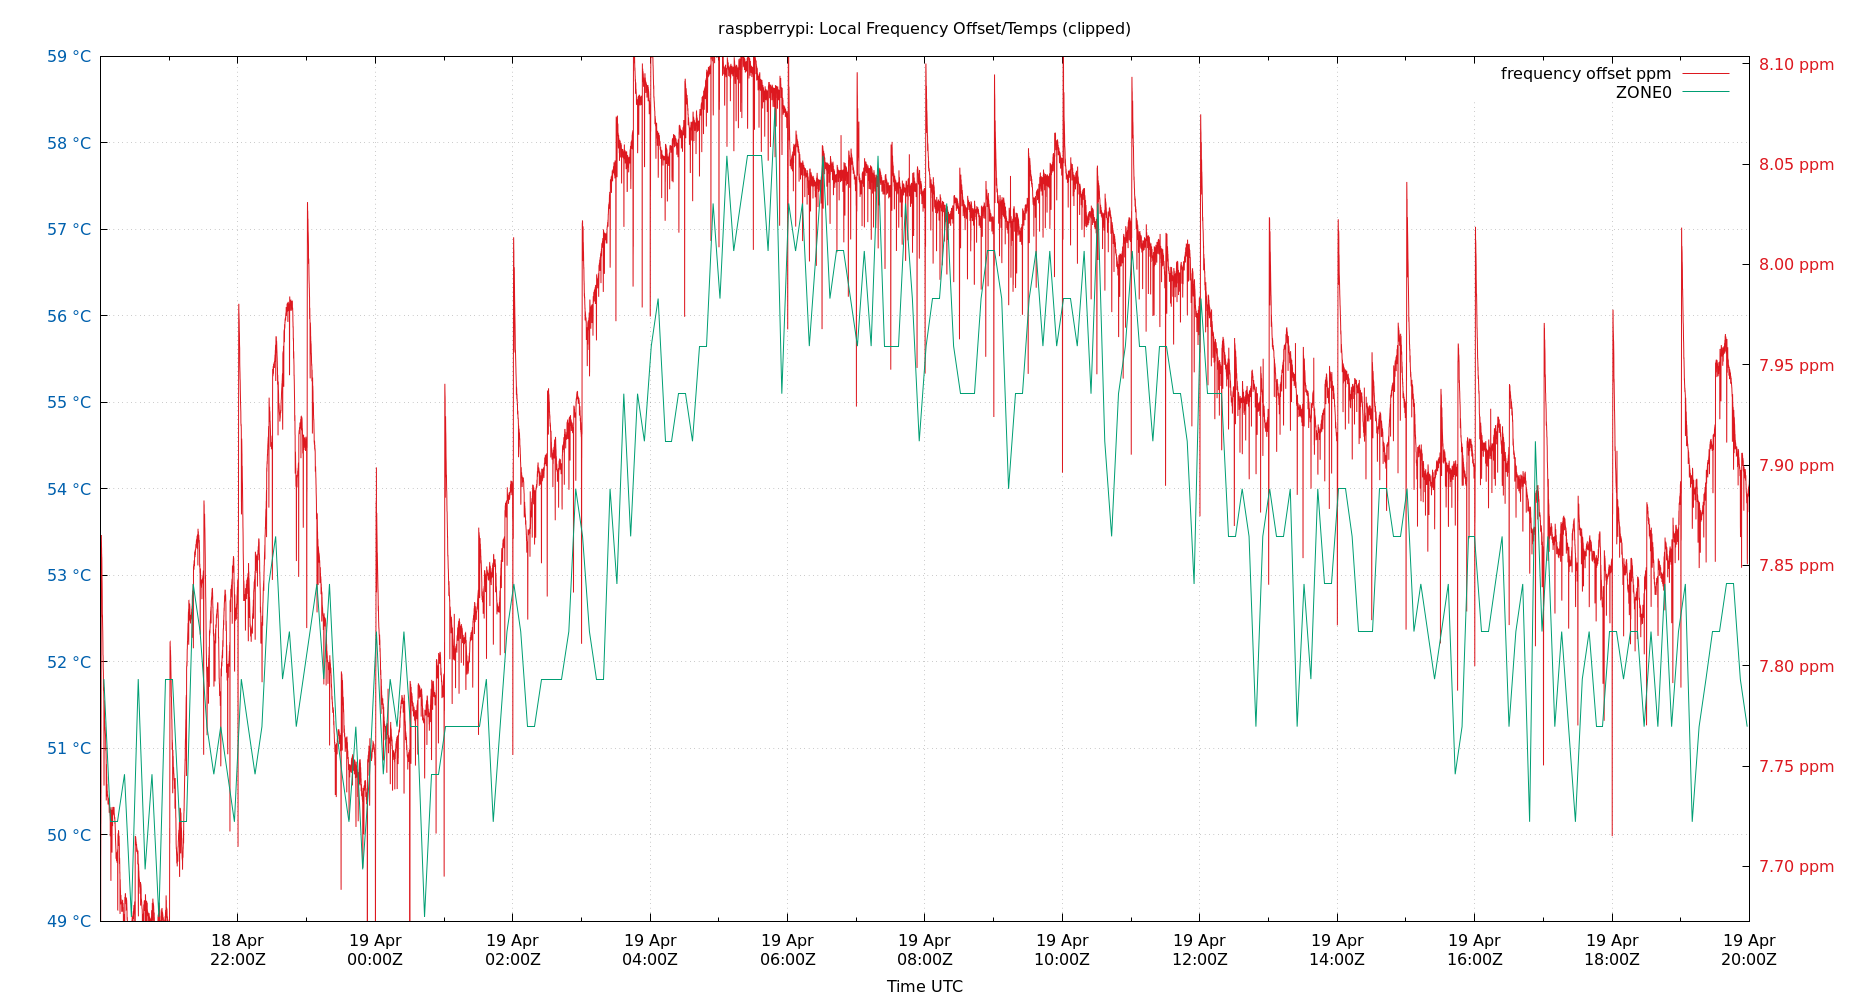 raspberrypi: Local Frequency Offset/Temps (clipped)
59 °C
58 °C
57 °C
56 °C
55 °C
54 °C
53 °C
52 °C
51 °C
50 °C
49 °C
frequency offset ppm
ZONE0
8.10 ppm
8.05 ppm
8.00 ppm
7.95 ppm
7.90 ppm
7.85 ppm
7.80 ppm
7.75 ppm
7.70 ppm
18 Apr
22:00Z
19 Apr
00:00Z
19 Apr
02:00Z
19 Apr
04:00Z
19 Apr
06:00Z
19 Apr
08:00Z
19 Apr
10:00Z
19 Apr
12:00Z
19 Apr
14:00Z
19 Apr
16:00Z
19 Apr
18:00Z
19 Apr
20:00Z
Time UTC